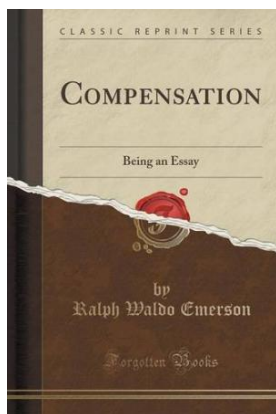 CLASSIC REPRINT SERIES
COMPENSATION
Being an Essay
by
Ralph Waldo Emerson
Forgotten Books